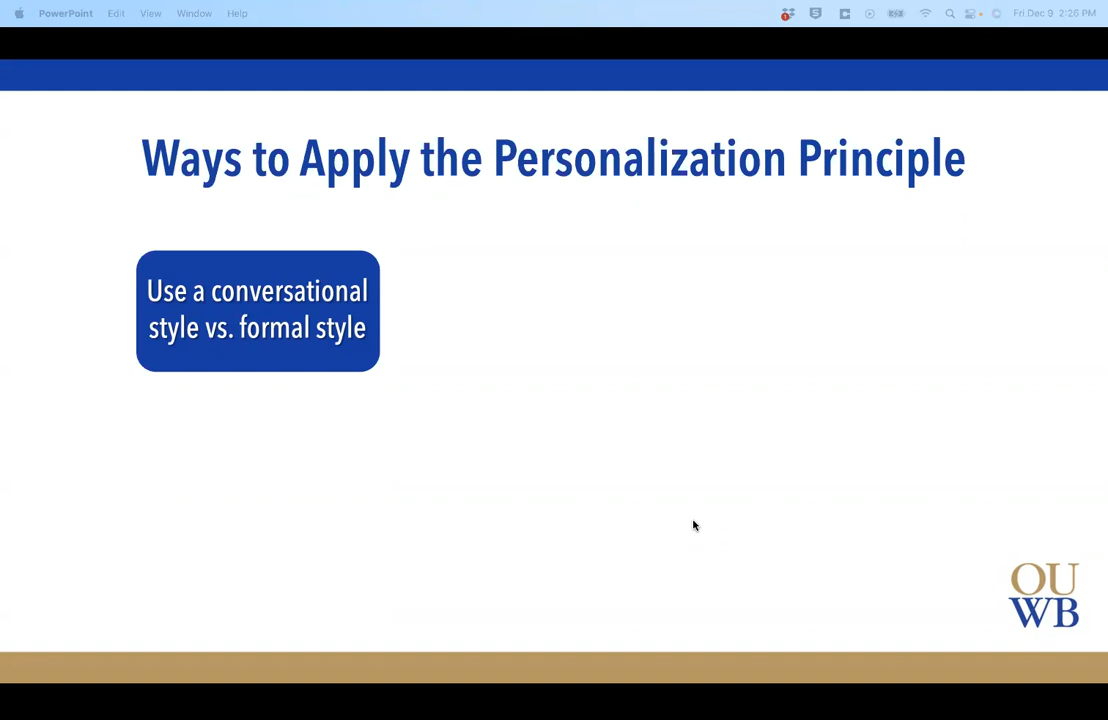 PowerPoint Edit View Window Help Fri Dec 9 2:26 PM
Ways to Apply the Personalization Principle
Use a conversational
style vs. formal style
OU
WB